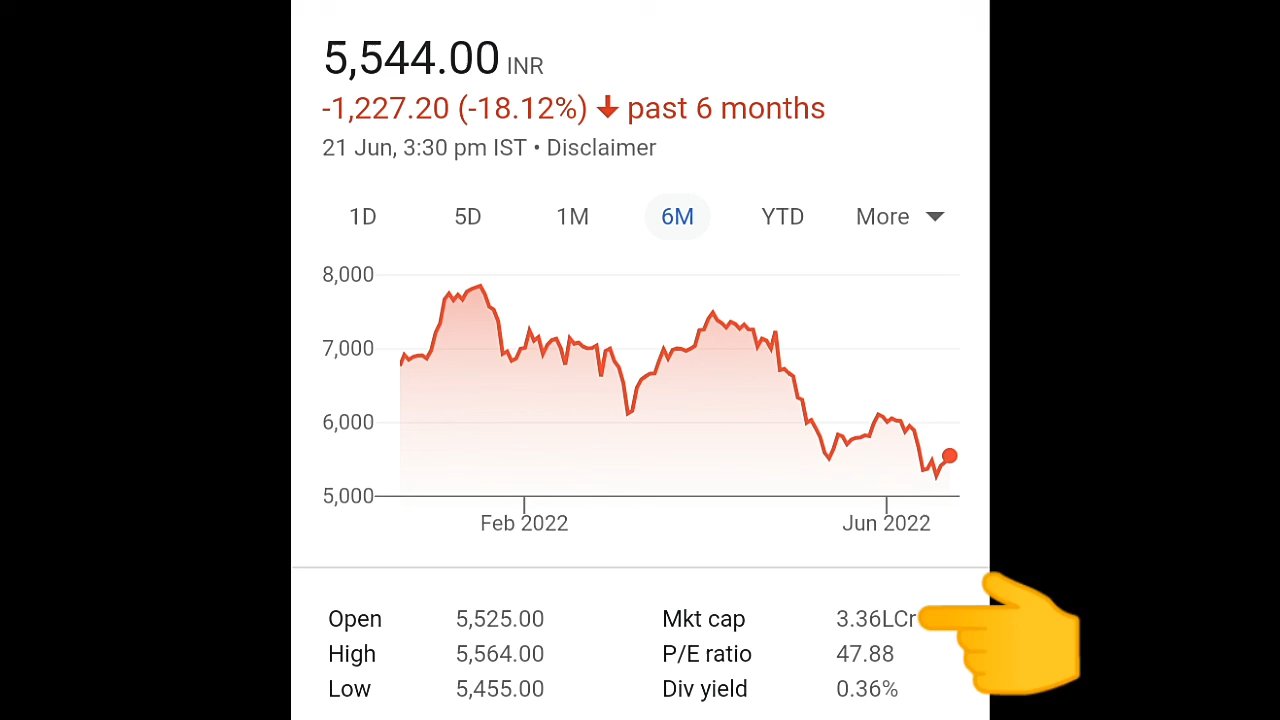 5,544.00 INR
-1,227.20 (-18.12%) ↓ past 6 months
21 Jun, 3:30 pm IST • Disclaimer
1D 5D 1M 6M YTD More
8,000
7,000
6,000
5,000
Feb 2022 Jun 2022
Open 5,525.00 Mkt cap 3.36LCr
High 5,564.00 P/E ratio 47.88
Low 5,455.00 Div yield 0.36%